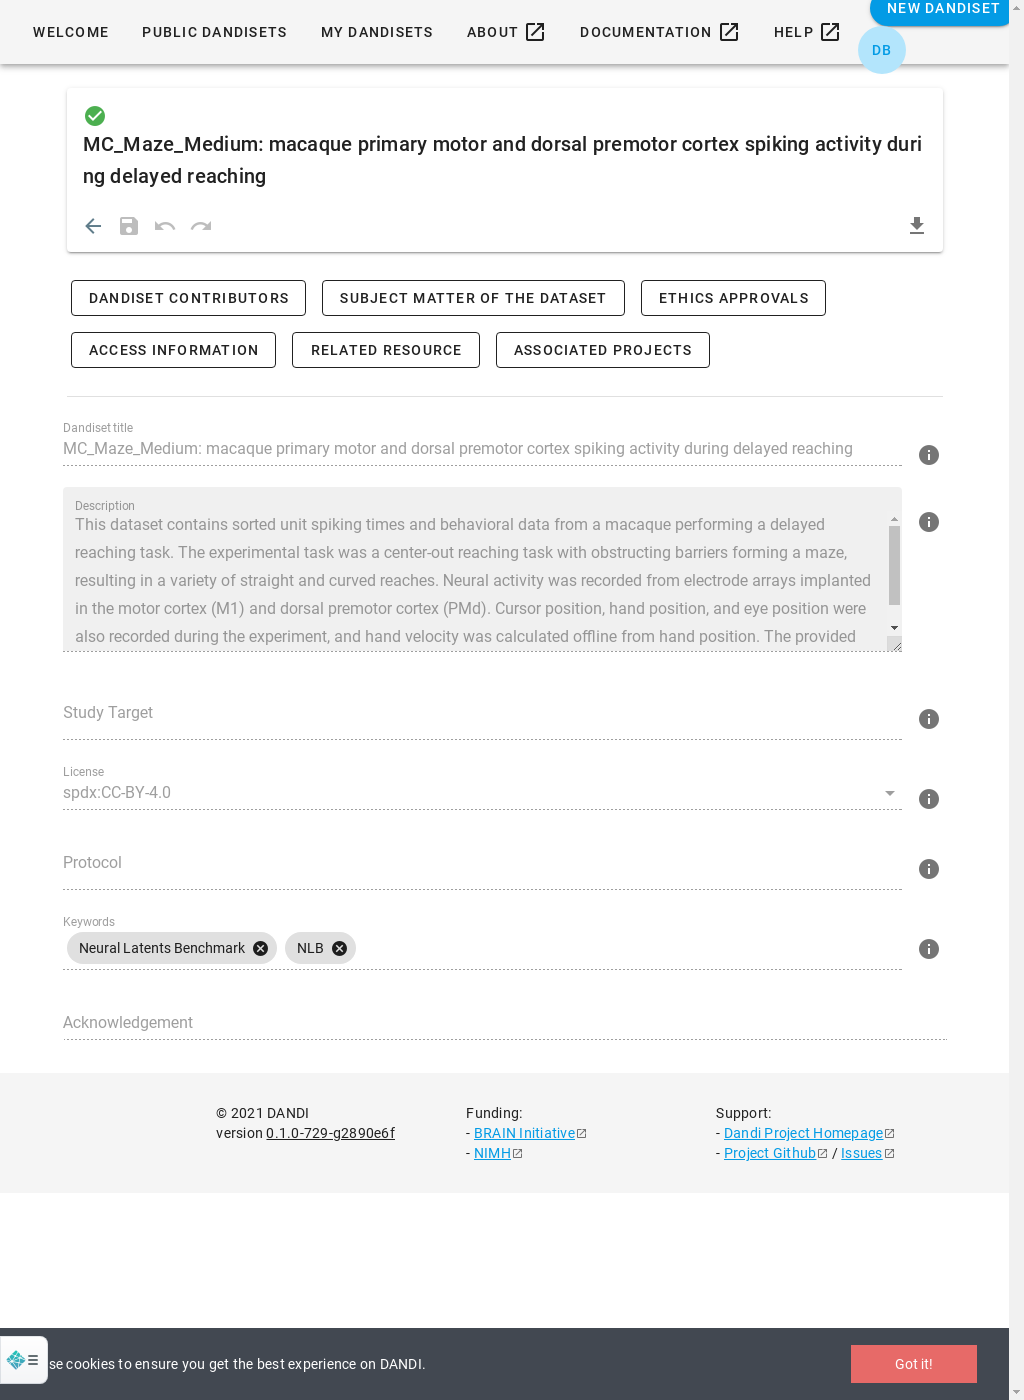 WELCOME PUBLIC DANDISETS MY DANDISETS ABOUT DOCUMENTATION HELP NEW DANDISET
DB
MC_Maze_Medium: macaque primary motor and dorsal premotor cortex spiking activity duri
ng delayed reaching
DANDISET CONTRIBUTORS SUBJECT MATTER OF THE DATASET ETHICS APPROVALS
ACCESS INFORMATION RELATED RESOURCE ASSOCIATED PROJECTS
Dandiset title
MC_Maze_Medium: macaque primary motor and dorsal premotor cortex spiking activity during delayed reaching
Description
This dataset contains sorted unit spiking times and behavioral data from a macaque performing a delayed
reaching task. The experimental task was a center-out reaching task with obstructing barriers forming a maze,
resulting in a variety of straight and curved reaches. Neural activity was recorded from electrode arrays implanted
in the motor cortex (M1) and dorsal premotor cortex (PMd). Cursor position, hand position, and eye position were
also recorded during the experiment, and hand velocity was calculated offline from hand position. The provided
Study Target
License
spdx:CC-BY-4.0
Protocol
Keywords
Neural Latents Benchmark NLB
Acknowledgement
© 2021 DANDI
version 0.1.0-729-g2890e6f
Funding:
- BRAIN Initiative
- NIMH
Support:
- Dandi Project Homepage
- Project Github / Issues
se cookies to ensure you get the best experience on DANDI.
Got it!